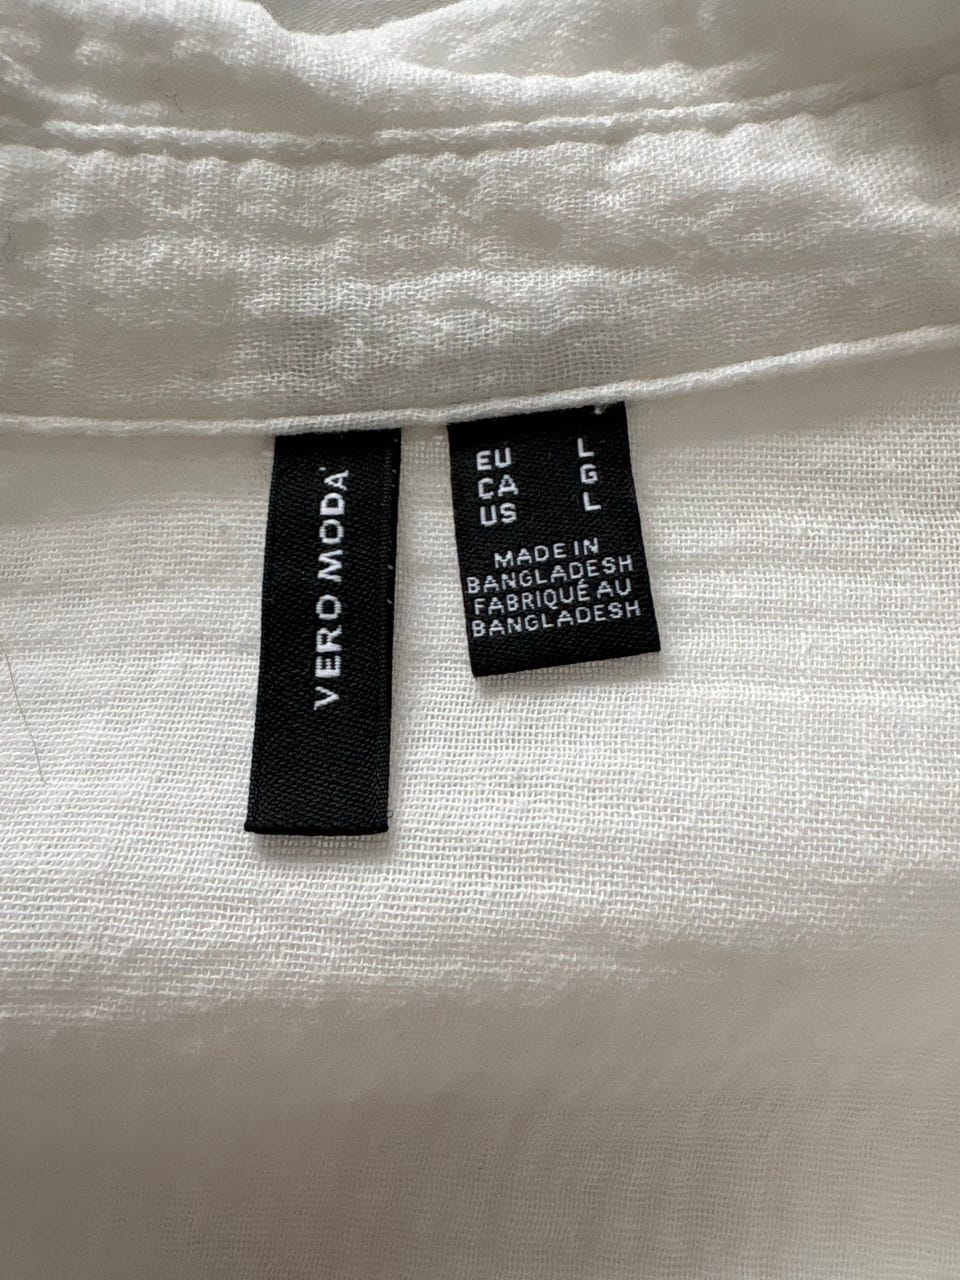 VERO MODA
EU L
CA G
US L
MADE IN
BANGLADESH
FABRIQUÉ AU
BANGLADESH